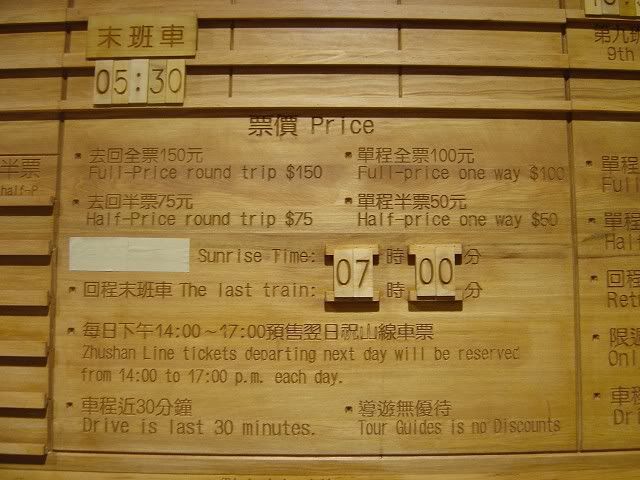 末班車
05:30
第九班
9th
票價 Price
去回全票150元
Full-Price round trip $150
單程全票100元
Full-price one way $100
去回半票75元
Half-Price round trip $75
單程半票50元
Half-price one way $50
Sunrise Time: 07 時 00 分
回程末班車 The last train: 時 分
每日下午14:00～17:00預售翌日祝山線車票
Zhushan Line tickets departing next day will be reserved
from 14:00 to 17:00 p.m. each day.
車程近30分鐘
Drive is last 30 minutes.
導遊無優待
Tour Guides is no Discounts
半票
half-P
單程
Full
單程
Hal
回程
Ret
限
Onl
車程
Dri